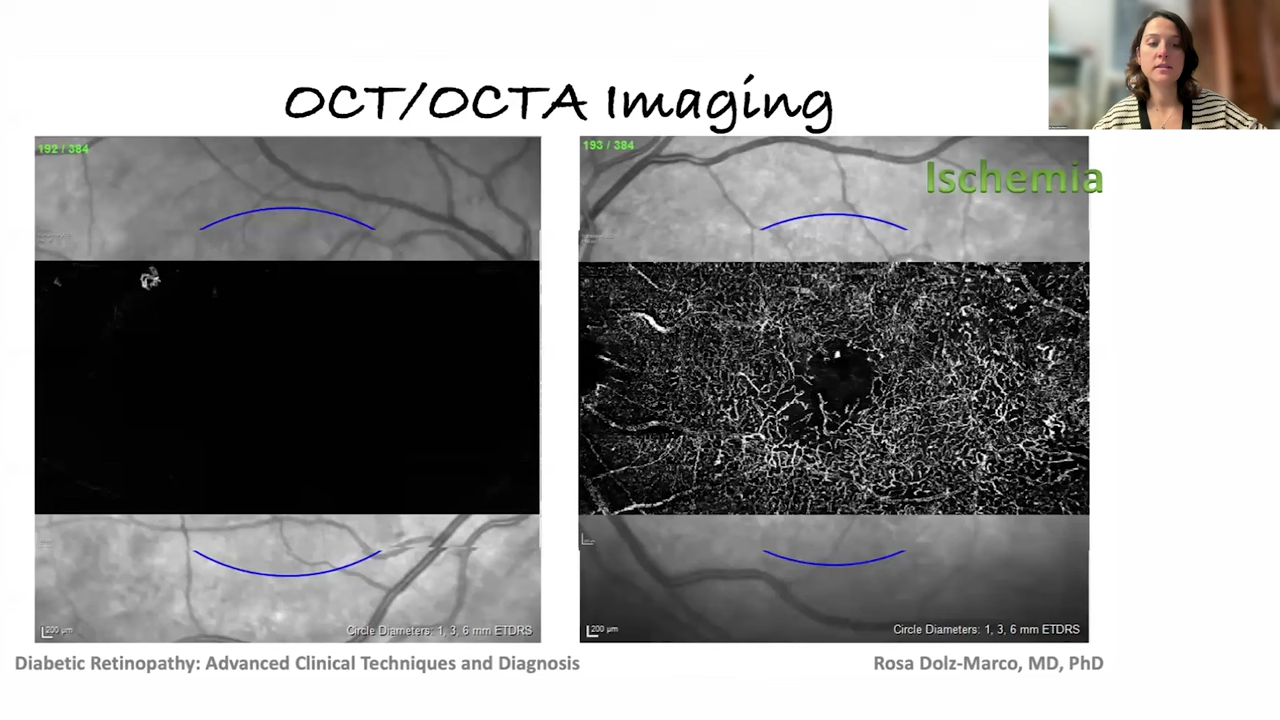 OCT/OCTA Imaging
192 / 384
193 / 384
Ischemia
200 µm
Circle Diameters: 1, 3, 6 mm ETDRS
200 µm
Circle Diameters: 1, 3, 6 mm ETDRS
Diabetic Retinopathy: Advanced Clinical Techniques and Diagnosis
Rosa Dolz-Marco, MD, PhD